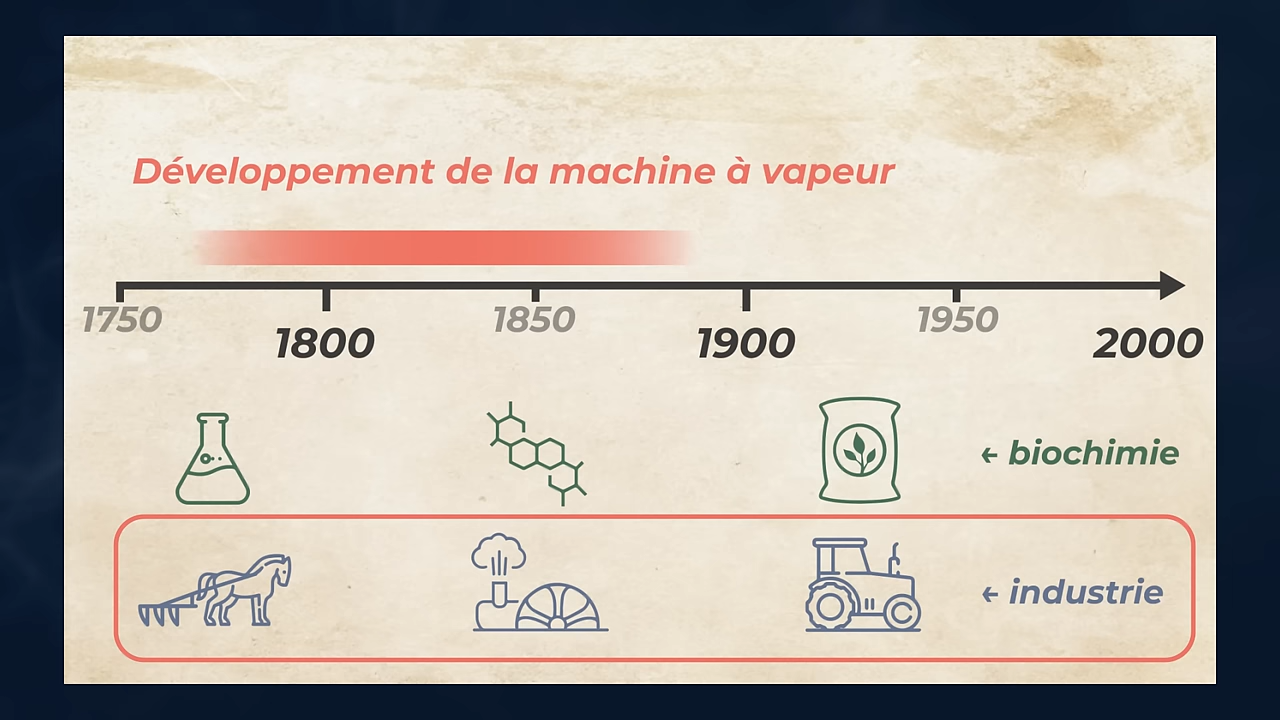 Développement de la machine à vapeur
1750
1800
1850
1900
1950
2000
← biochimie
← industrie